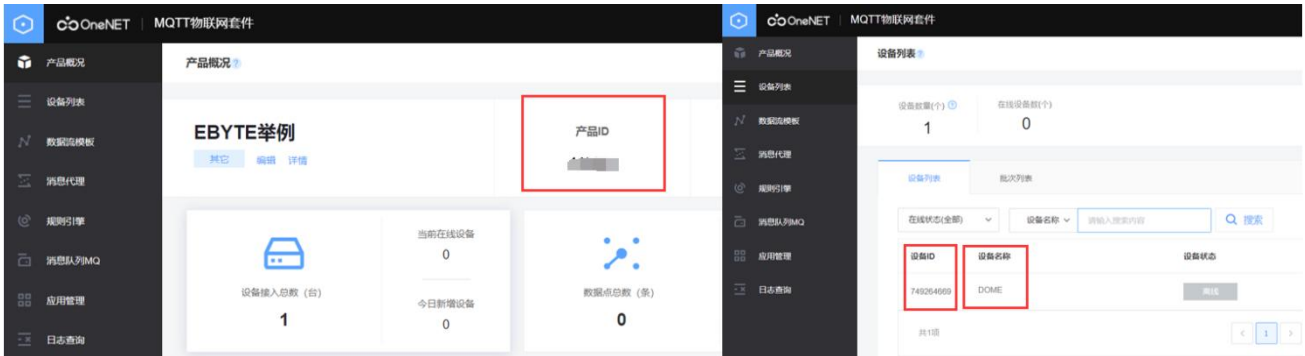 OneNET | MQTT物联网套件
产品概况
产品概况
设备列表
数据流模板
消息代理
规则引擎
消息队列MQ
应用管理
日志查询
EBYTE举例
其它 编辑 详情
产品ID
设备接入总数 (台)
1
当前在线设备
0
今日新增设备
0
数据点总数 (条)
0
OneNET | MQTT物联网套件
产品概况
设备列表
数据流模板
消息代理
规则引擎
消息队列MQ
应用管理
日志查询
设备列表
设备数量(个) 在线设备数(个)
1 0
设备列表 批次列表
在线状态(全部) 设备名称 请输入搜索内容 搜索
设备ID 设备名称 设备状态
749264669 DOME 离线
共1项 < 1 >